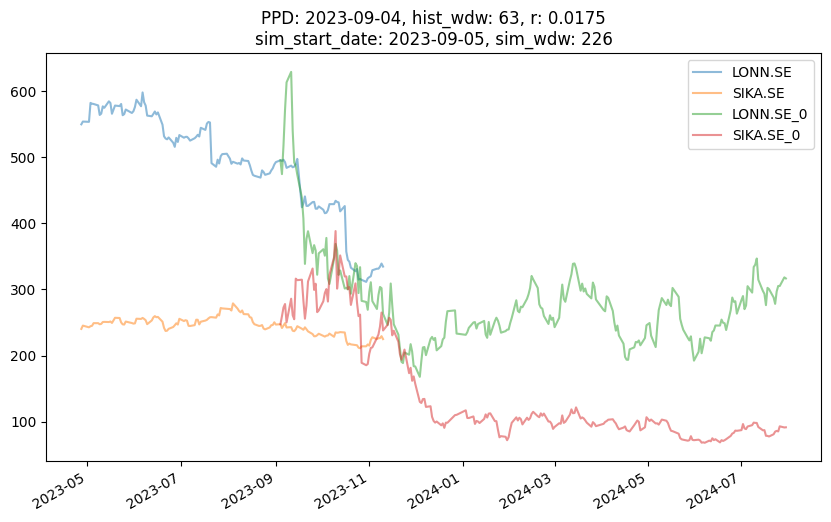 PPD: 2023-09-04, hist_wdw: 63, r: 0.0175
sim_start_date: 2023-09-05, sim_wdw: 226
LONN.SE
SIKA.SE
LONN.SE_0
SIKA.SE_0
600
500
400
300
200
100
2023-05
2023-07
2023-09
2023-11
2024-01
2024-03
2024-05
2024-07